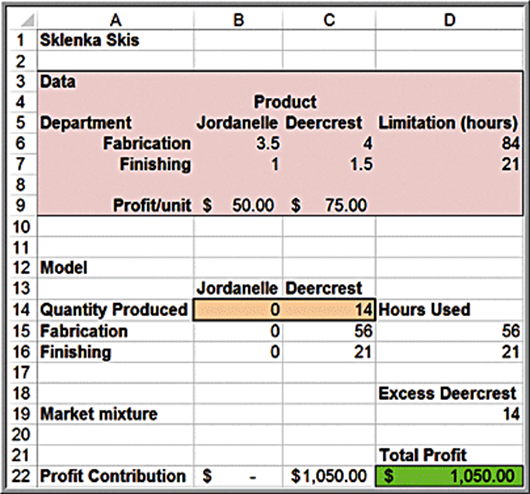 A B C D
1 Sklenka Skis
2
3 Data
4 Product
5 Department Jordanelle Deercrest Limitation (hours)
6 Fabrication 3.5 4 84
7 Finishing 1 1.5 21
8
9 Profit/unit $ 50.00 $ 75.00
10
11
12 Model
13 Jordanelle Deercrest
14 Quantity Produced 0 14 Hours Used
15 Fabrication 0 56 56
16 Finishing 0 21 21
17
18 Excess Deercrest
19 Market mixture 14
20
21 Total Profit
22 Profit Contribution $ - $1,050.00 $ 1,050.00